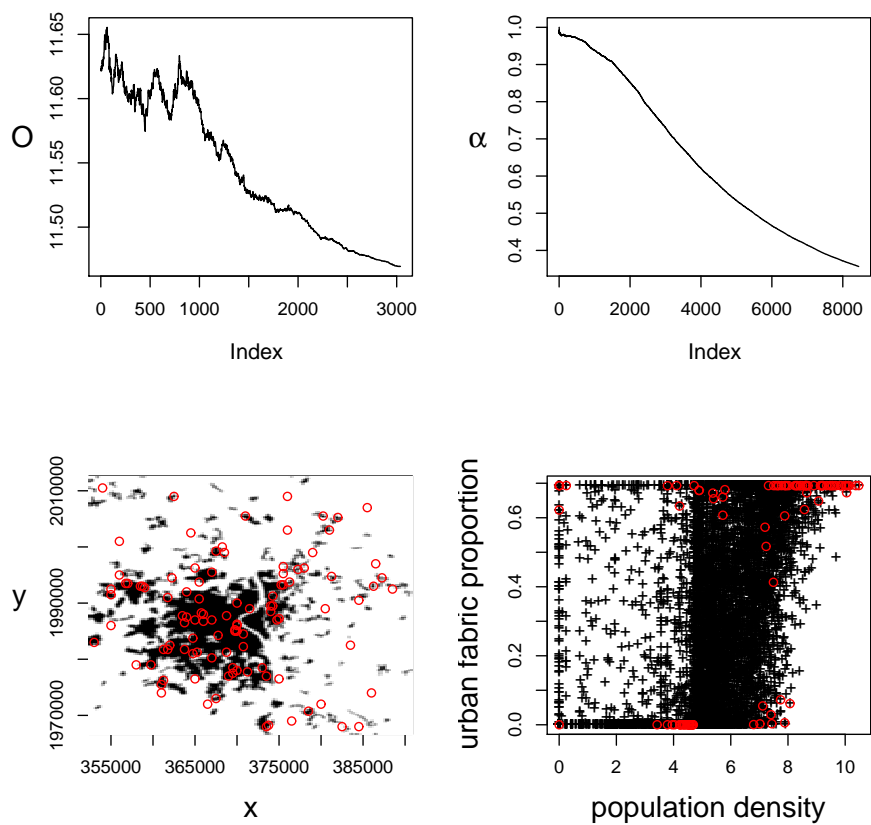 O
11.65
11.60
11.55
11.50
0 500 1000 2000 3000
Index
α
1.0
0.9
0.8
0.7
0.6
0.5
0.4
0 2000 4000 6000 8000
Index
y
2010000
1990000
1970000
355000 365000 375000 385000
x
urban fabric proportion
0.6
0.4
0.2
0.0
0 2 4 6 8 10
population density